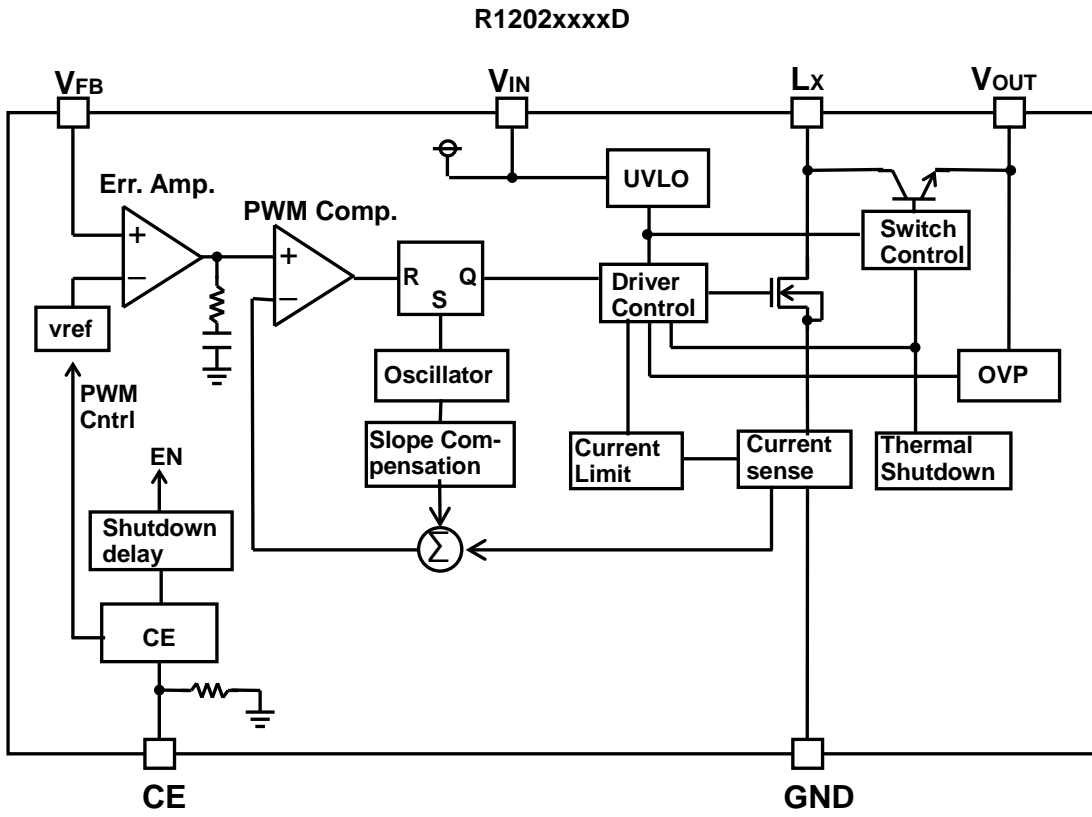 R1202xxxxD
VFB
VIN
LX
VOUT
Err. Amp.
PWM Comp.
UVLO
Switch
Control
+
−
+
−
R
Q
S
Driver
Control
vref
Oscillator
OVP
PWM
Cntrl
Slope Com-
pensation
Current
Limit
Current
sense
Thermal
Shutdown
EN
Shutdown
delay
Σ
CE
CE
GND